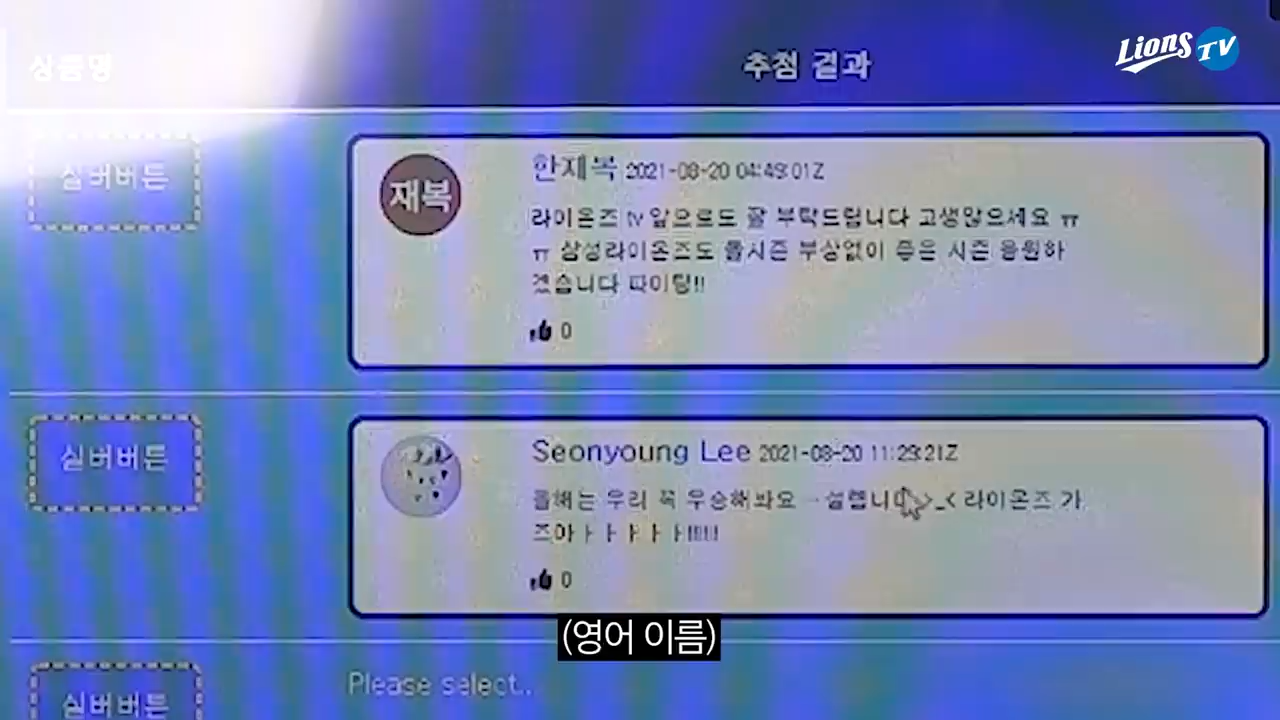 Lions TV
상품명
추첨 결과
실버버튼
재복
한재복 2021-08-20 04:49:01Z
라이온즈 tv 앞으로도 잘 부탁드립니다 고생많으세요 ㅠ
ㅠ 삼성라이온즈도 올시즌 부상없이 좋은 시즌 응원하
겠습니다 파이팅!!
0
실버버튼
Seonyoung Lee 2021-08-20 11:29:21Z
올해는 우리 꼭 우승해봐요 설렙니다>_< 라이온즈 가
즈아ㅏㅏㅏㅏㅏ!!!!!!
0
(영어 이름)
실버버튼
Please select..